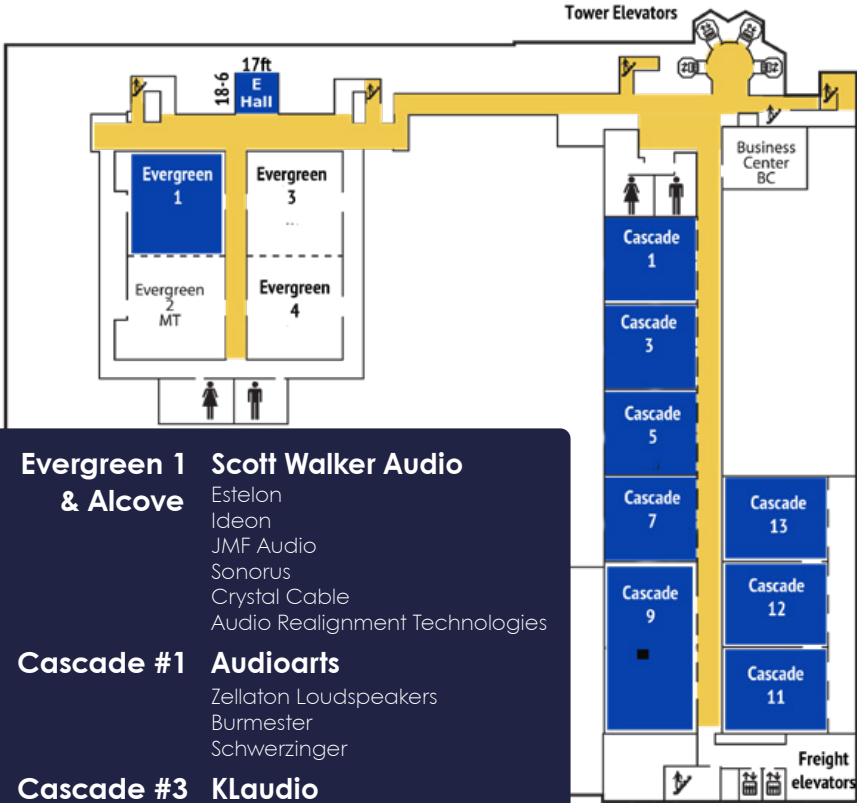 Tower Elevators
17ft
18-6
E
Hall
Evergreen
1
Evergreen
3
...
Evergreen
2
MT
Evergreen
4
Business
Center
BC
Cascade
1
Cascade
3
Cascade
5
Cascade
7
Cascade
9
Cascade
13
Cascade
12
Cascade
11
Freight
elevators
Evergreen 1 Scott Walker Audio
& Alcove Estelon
Ideon
JMF Audio
Sonorus
Crystal Cable
Audio Realignment Technologies
Cascade #1 Audioarts
Zellaton Loudspeakers
Burmester
Schwerzinger
Cascade #3 KLaudio